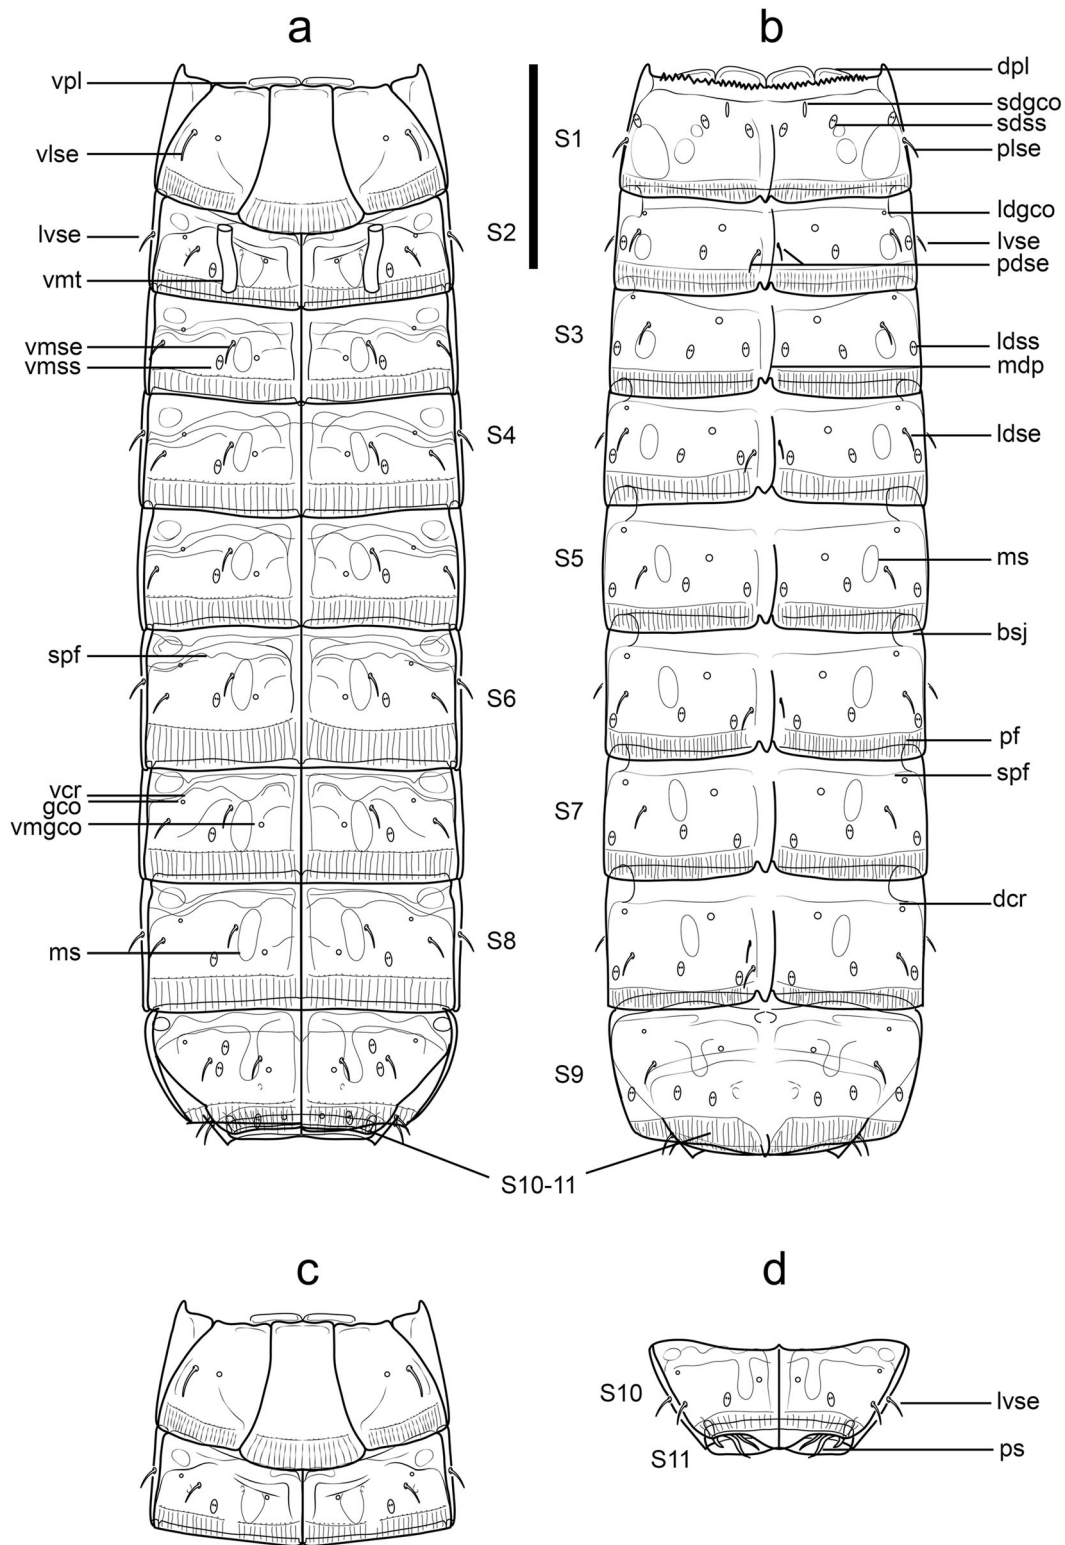 a
b
vpl
vlse
lvse
vmt
vmse
vmss
spf
vcr
gco
vmgco
ms
S1
S2
S3
S4
S5
S6
S7
S8
S9
S10-11
dpl
sdgco
sdss
plse
ldgco
lvse
pdse
ldss
mdp
ldse
ms
bsj
pf
spf
dcr
c
d
S10
S11
lvse
ps